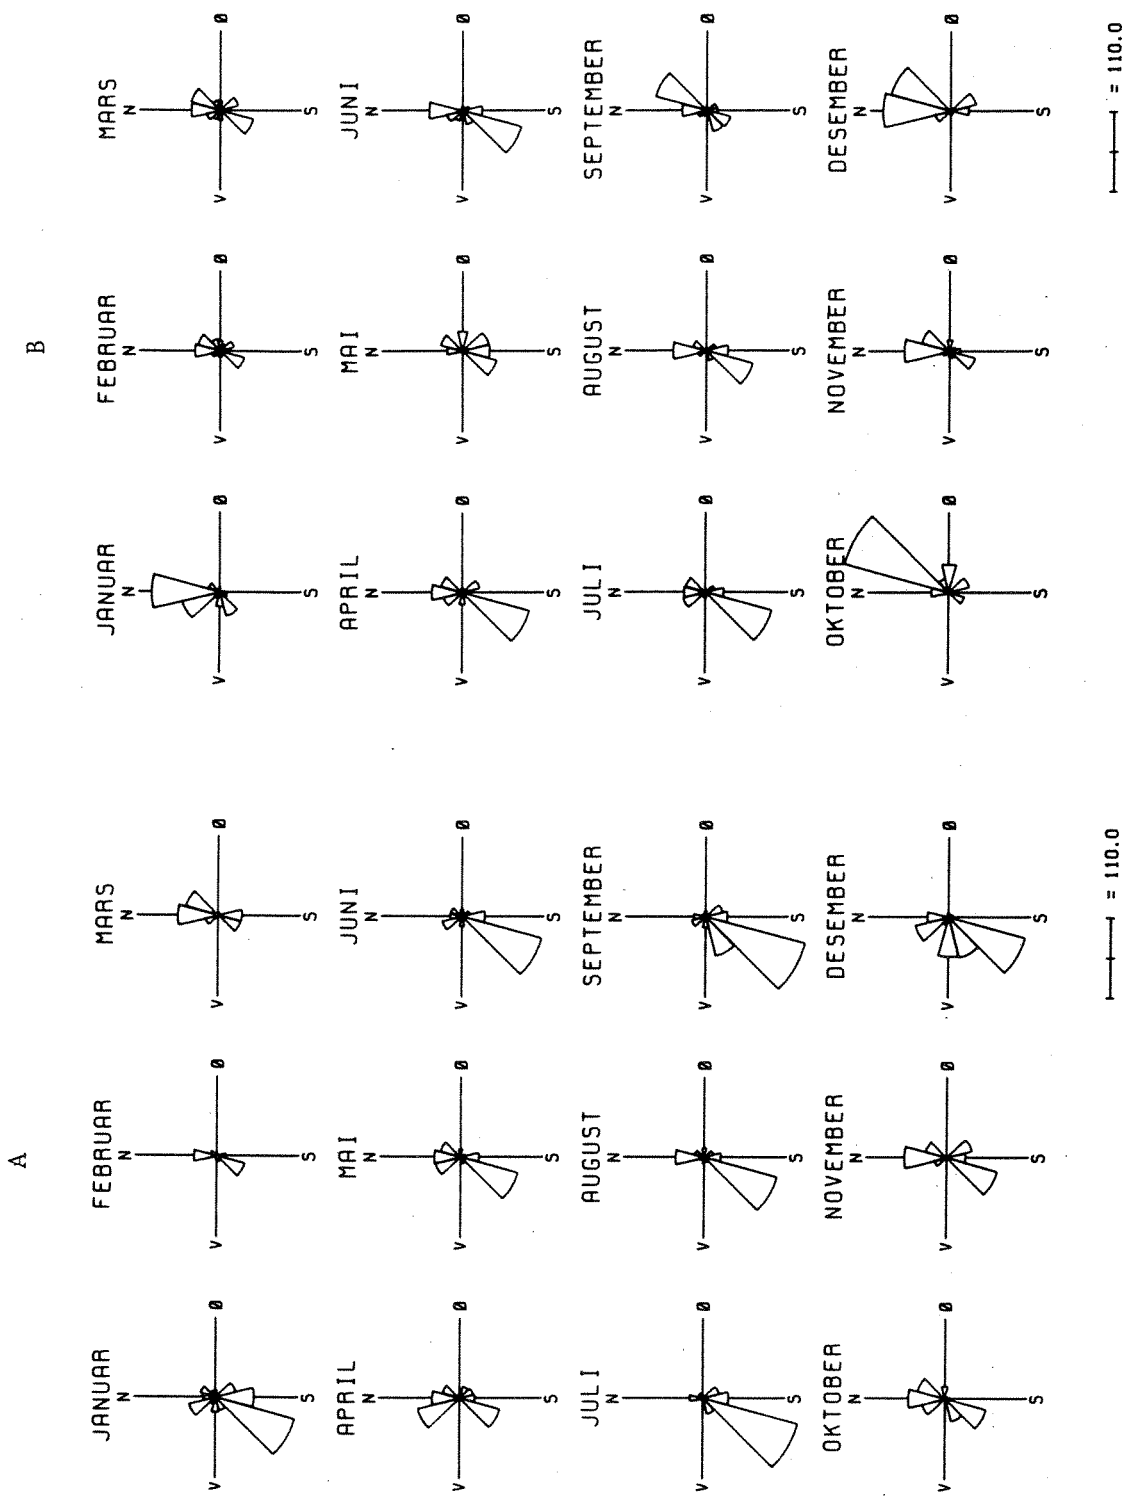 A B
JANUAR FEBRUAR MARS JANUAR FEBRUAR MARS
N N N N N N
V Ø V Ø V Ø V Ø V Ø V Ø
S S S S S S
APRIL MAI JUNI APRIL MAI JUNI
N N N N N N
V Ø V Ø V Ø V Ø V Ø V Ø
S S S S S S
JULI AUGUST SEPTEMBER JULI AUGUST SEPTEMBER
N N N N N N
V Ø V Ø V Ø V Ø V Ø V Ø
S S S S S S
OKTOBER NOVEMBER DESEMBER OKTOBER NOVEMBER DESEMBER
N N N N N N
V Ø V Ø V Ø V Ø V Ø V Ø
S S S S S S
= 110.0 = 110.0